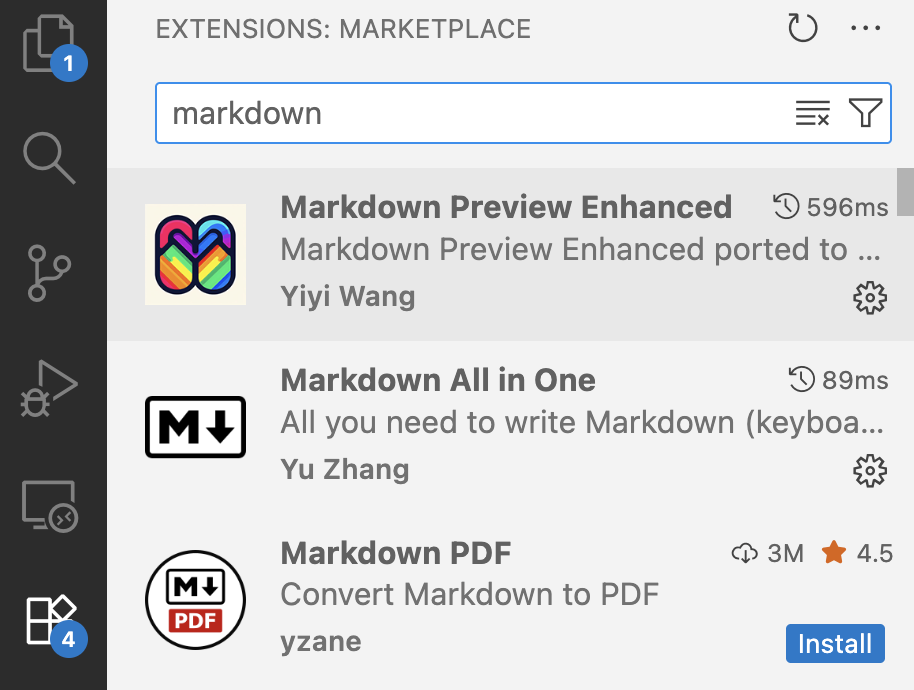 EXTENSIONS: MARKETPLACE
1
markdown
Markdown Preview Enhanced 596ms
Markdown Preview Enhanced ported to ...
Yiyi Wang
Markdown All in One 89ms
M
All you need to write Markdown (keyboa...
Yu Zhang
Markdown PDF 3M 4.5
M
PDF
Convert Markdown to PDF
4
yzane
Install